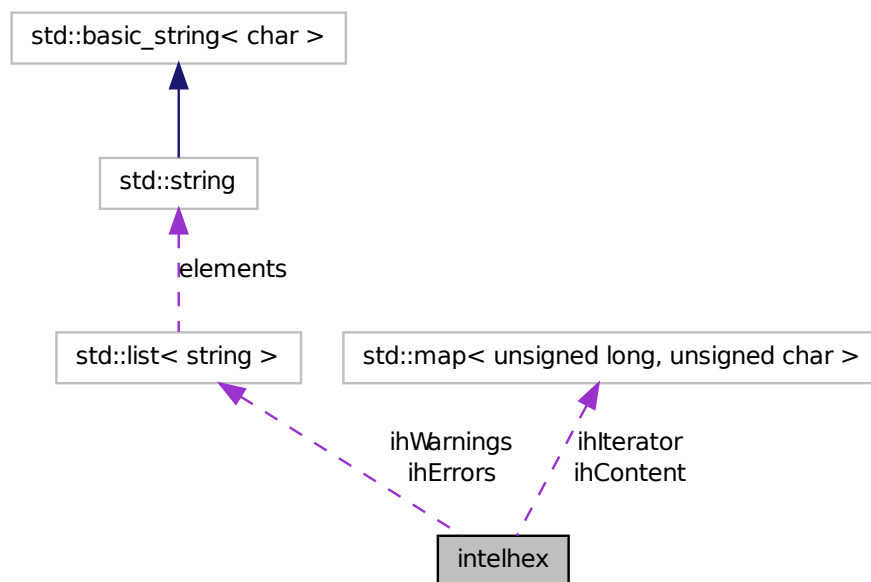 std::basic_string< char >
std::string
elements
std::list< string >
std::map< unsigned long, unsigned char >
ihWarnings
ihErrors
ihIterator
ihContent
intelhex